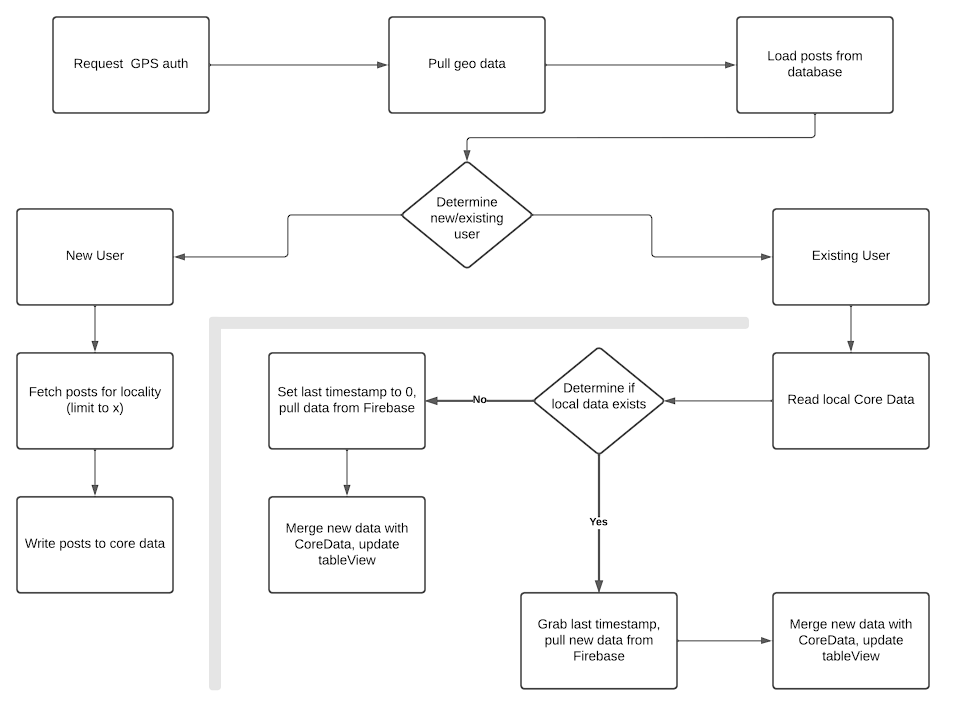 Request  GPS auth
Pull geo data
Load posts from
database
Determine
new/existing
user
New User
Existing User
Fetch posts for locality
(limit to x)
Set last timestamp to 0,
pull data from Firebase
No
Determine if
local data exists
Read local Core Data
Write posts to core data
Merge new data with
CoreData, update
tableView
Yes
Grab last timestamp,
pull new data from
Firebase
Merge new data with
CoreData, update
tableView